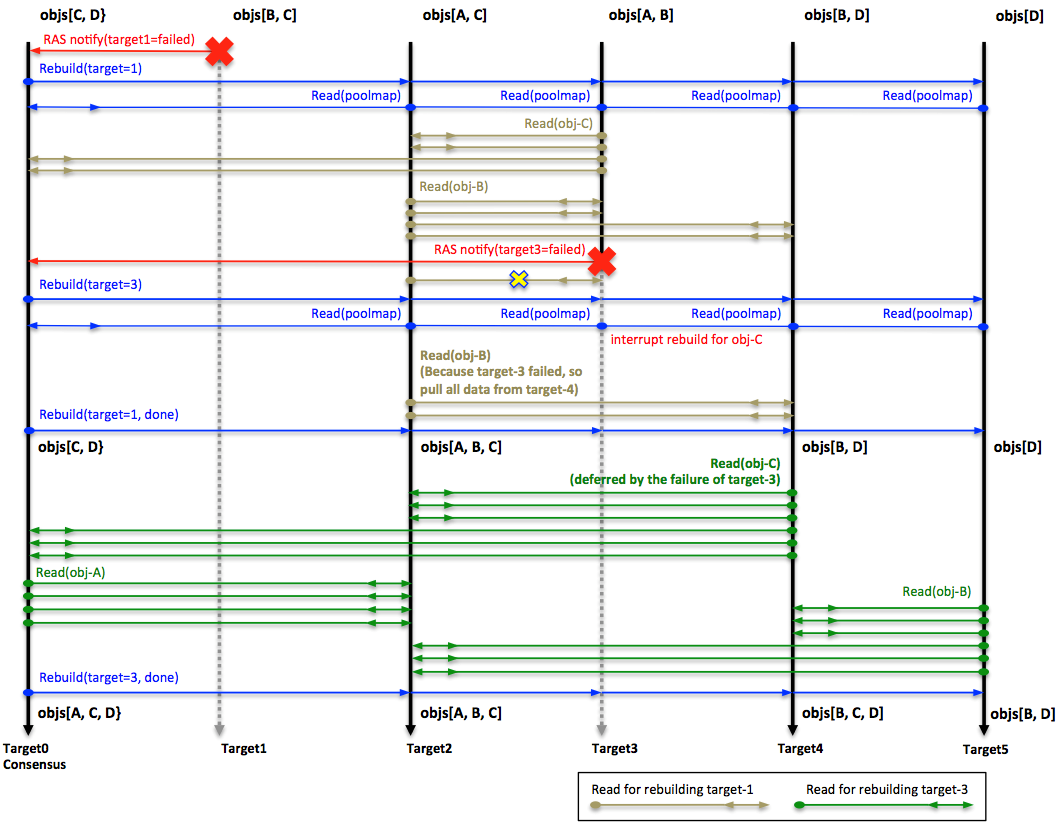 objs[C, D} objs[B, C] objs[A, C] objs[A, B] objs[B, D] objs[D]
RAS notify(target1=failed)
Rebuild(target=1)
Read(poolmap) Read(poolmap) Read(poolmap) Read(poolmap)
Read(obj-C)
Read(obj-B)
RAS notify(target3=failed)
Rebuild(target=3)
Read(poolmap) Read(poolmap) Read(poolmap) Read(poolmap)
interrupt rebuild for obj-C
Read(obj-B)
(Because target-3 failed, so
pull all data from target-4)
Rebuild(target=1, done)
objs[C, D} objs[A, B, C] objs[B, D] objs[D]
Read(obj-C)
(deferred by the failure of target-3)
Read(obj-A)
Read(obj-B)
Rebuild(target=3, done)
objs[A, C, D} objs[A, B, C] objs[B, C, D] objs[B, D]
Target0 Target1 Target2 Target3 Target4 Target5
Consensus
Read for rebuilding target-1 Read for rebuilding target-3